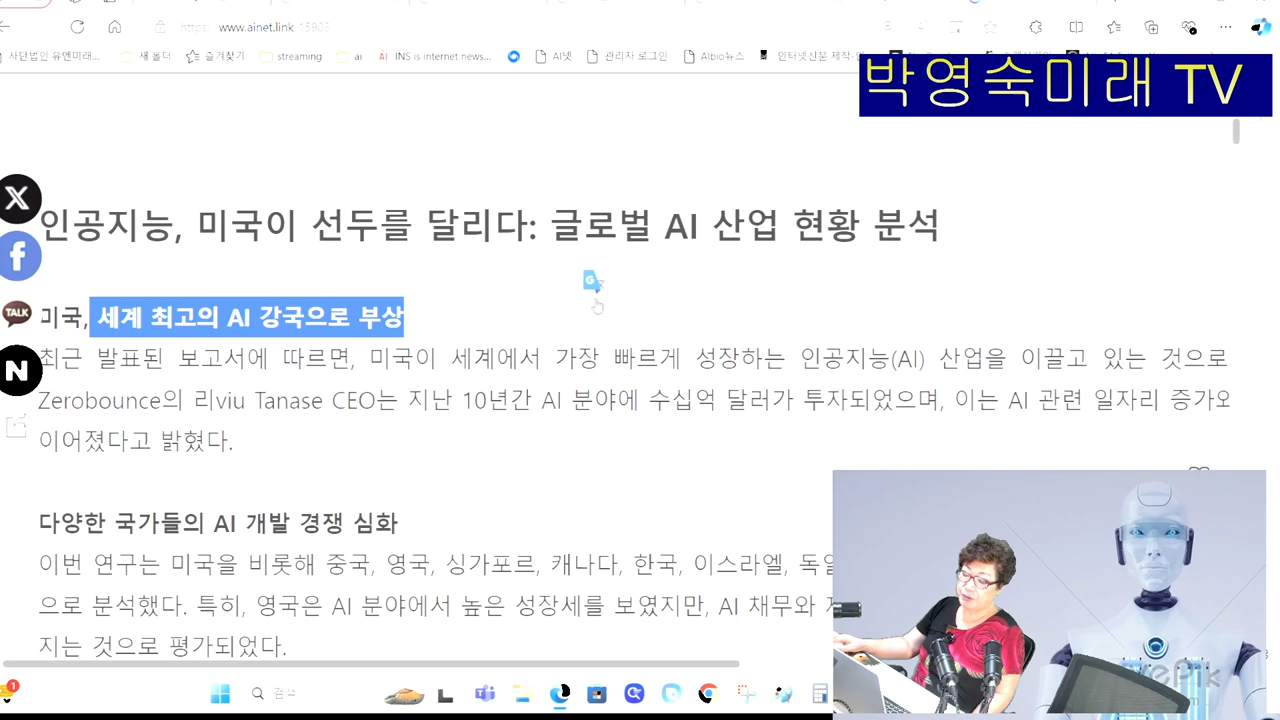 https://www.ainet.link/15905
사단법인 유엔미래...
새 폴더
즐겨찾기
streaming
ai
AI
INS is internet news...
AI넷
관리자 로그인
AIbio뉴스
인터넷신문 제작-인
박영숙미래 TV
인공지능, 미국이 선두를 달리다: 글로벌 AI 산업 현황 분석
TALK
미국, 세계 최고의 AI 강국으로 부상
최근 발표된 보고서에 따르면, 미국이 세계에서 가장 빠르게 성장하는 인공지능(AI) 산업을 이끌고 있는 것으로
N
Zerobounce의 리viu Tanase CEO는 지난 10년간 AI 분야에 수십억 달러가 투자되었으며, 이는 AI 관련 일자리 증가와
이어졌다고 밝혔다.
다양한 국가들의 AI 개발 경쟁 심화
이번 연구는 미국을 비롯해 중국, 영국, 싱가포르, 캐나다, 한국, 이스라엘, 독일
으로 분석했다. 특히, 영국은 AI 분야에서 높은 성장세를 보였지만, AI 채무와
지는 것으로 평가되었다.
검색
1